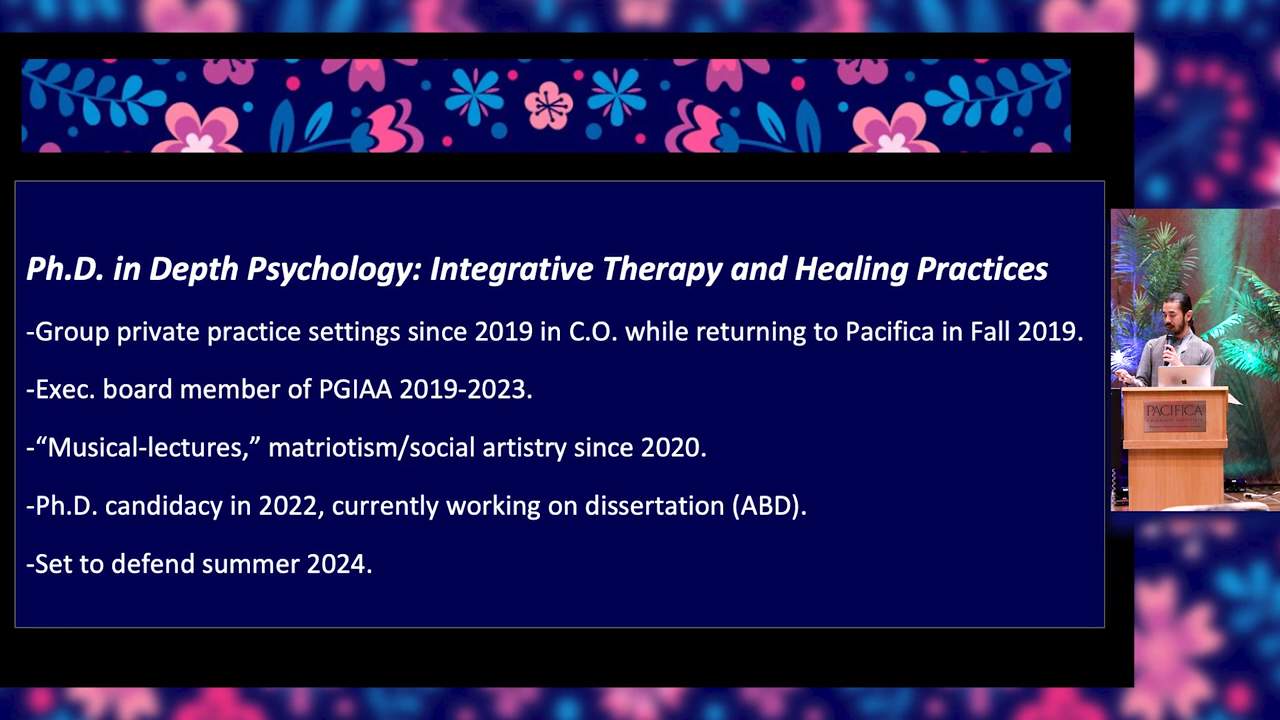 Ph.D. in Depth Psychology: Integrative Therapy and Healing Practices
-Group private practice settings since 2019 in C.O. while returning to Pacifica in Fall 2019.
-Exec. board member of PGIAA 2019-2023.
-“Musical-lectures,” matriotism/social artistry since 2020.
-Ph.D. candidacy in 2022, currently working on dissertation (ABD).
-Set to defend summer 2024.
PACIFICA